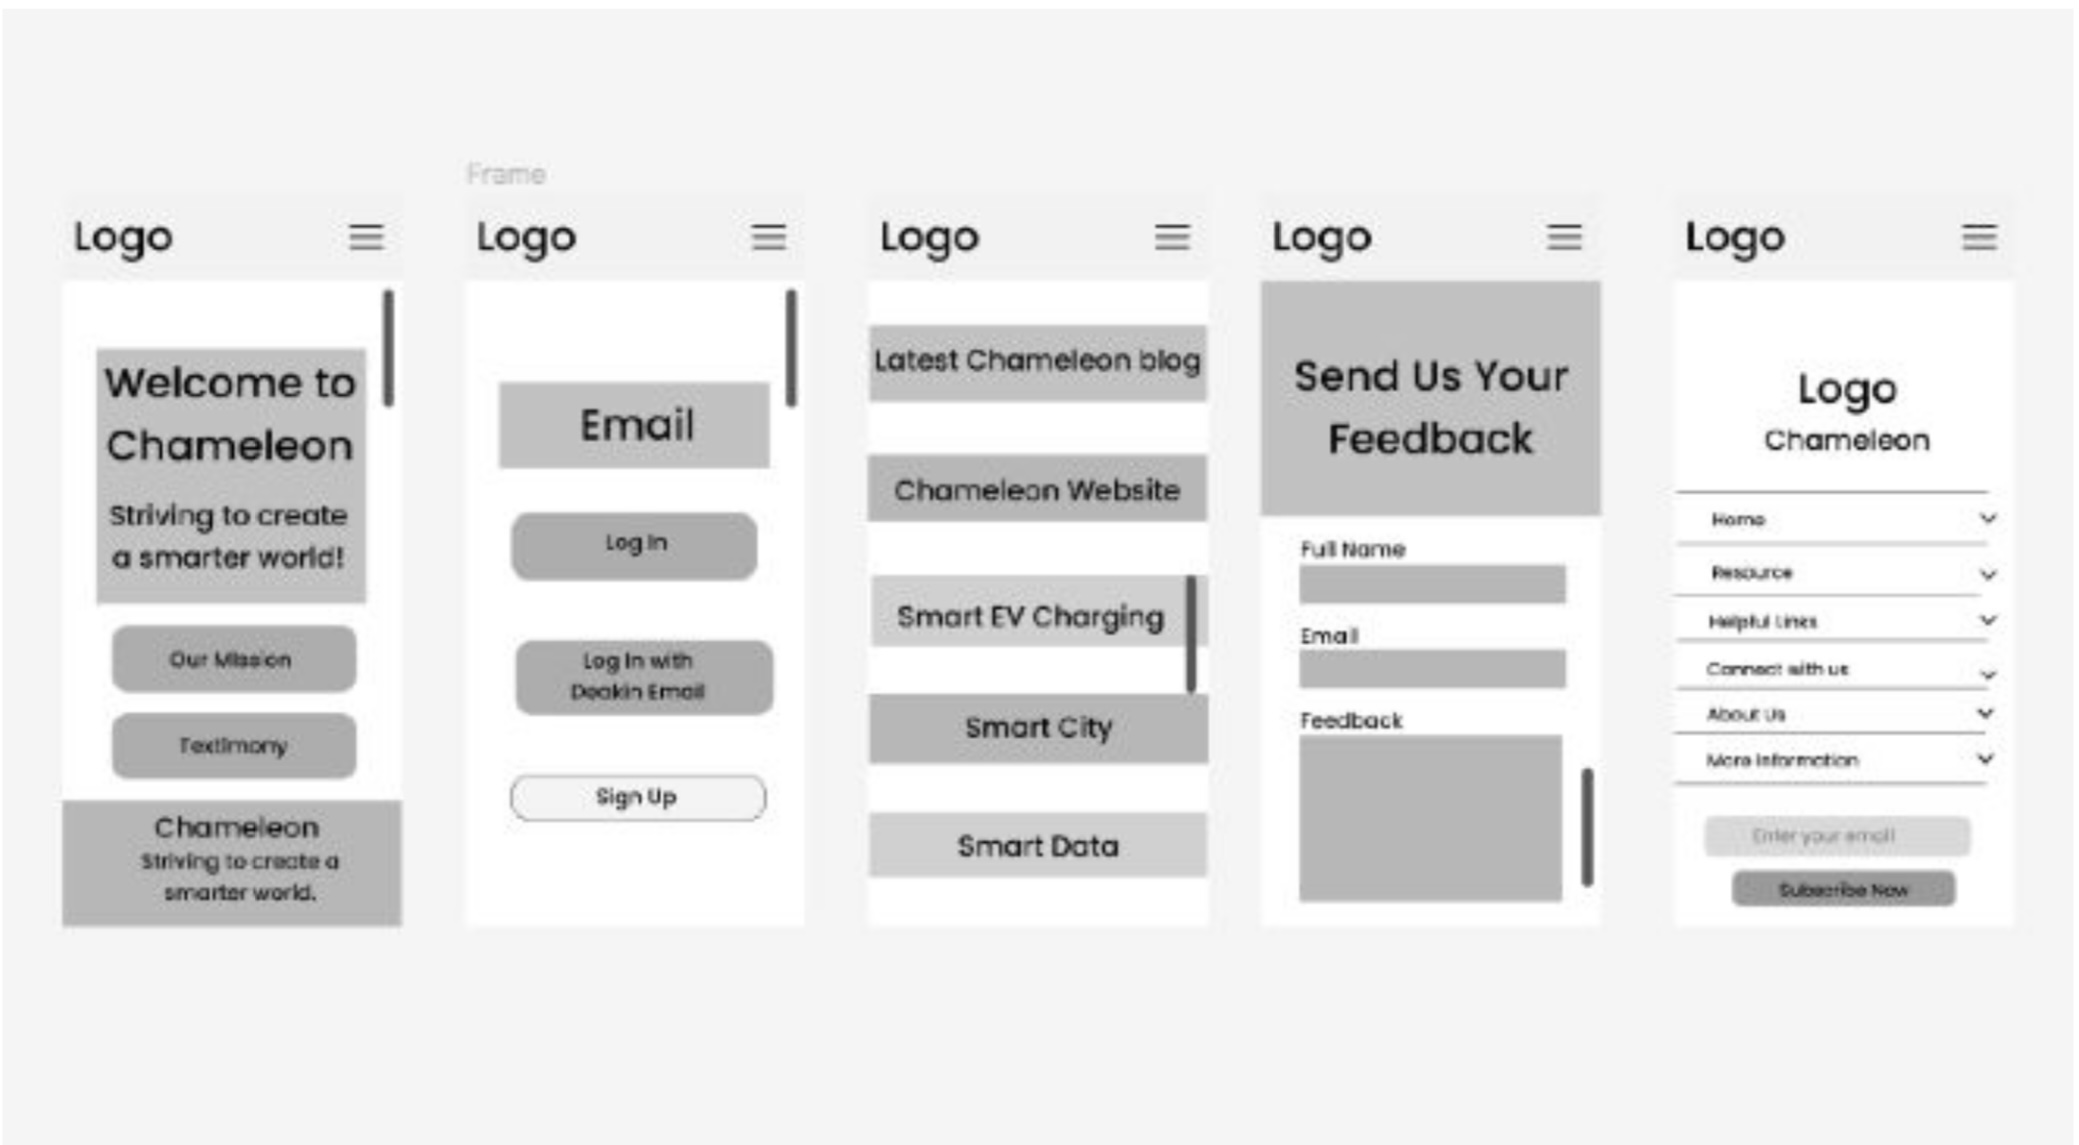 Frame
Logo
Welcome to
Chameleon
Striving to create
a smarter world!
Our Mission
Textimony
Chameleon
Striving to create a
smarter world.
Logo
Email
Log In
Log In with
Deakin Email
Sign Up
Logo
Latest Chameleon blog
Chameleon Website
Smart EV Charging
Smart City
Smart Data
Logo
Send Us Your
Feedback
Full Name
Email
Feedback
Logo
Logo
Chameleon
Home
Resource
Helpful Links
Connect with us
About Us
More Information
Enter your email
Subscribe Now